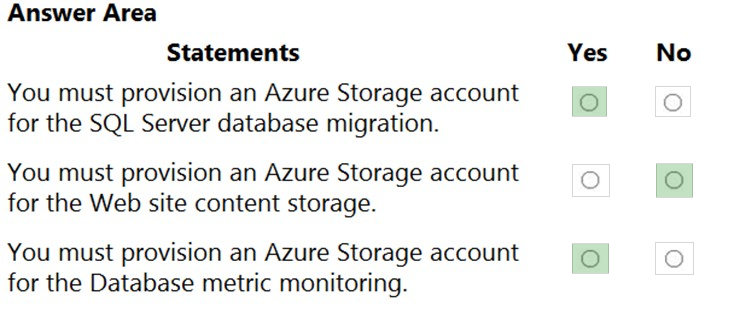 Answer Area
Statements Yes No
You must provision an Azure Storage account
for the SQL Server database migration.
You must provision an Azure Storage account
for the Web site content storage.
You must provision an Azure Storage account
for the Database metric monitoring.